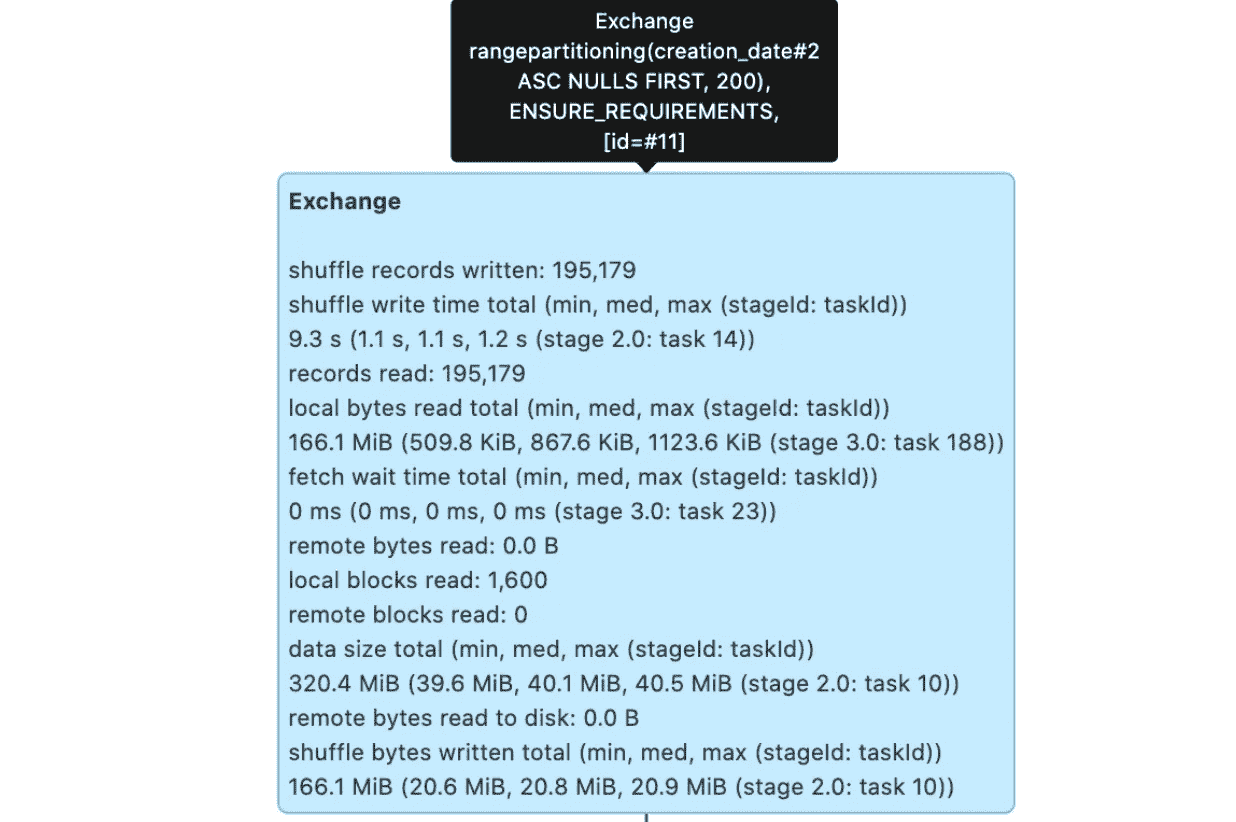 Exchange
rangepartitioning(creation_date#2
ASC NULLS FIRST, 200),
ENSURE_REQUIREMENTS,
[id=#11]
Exchange
shuffle records written: 195,179
shuffle write time total (min, med, max (stageId: taskId))
9.3 s (1.1 s, 1.1 s, 1.2 s (stage 2.0: task 14))
records read: 195,179
local bytes read total (min, med, max (stageId: taskId))
166.1 MiB (509.8 KiB, 867.6 KiB, 1123.6 KiB (stage 3.0: task 188))
fetch wait time total (min, med, max (stageId: taskId))
0 ms (0 ms, 0 ms, 0 ms (stage 3.0: task 23))
remote bytes read: 0.0 B
local blocks read: 1,600
remote blocks read: 0
data size total (min, med, max (stageId: taskId))
320.4 MiB (39.6 MiB, 40.1 MiB, 40.5 MiB (stage 2.0: task 10))
remote bytes read to disk: 0.0 B
shuffle bytes written total (min, med, max (stageId: taskId))
166.1 MiB (20.6 MiB, 20.8 MiB, 20.9 MiB (stage 2.0: task 10))